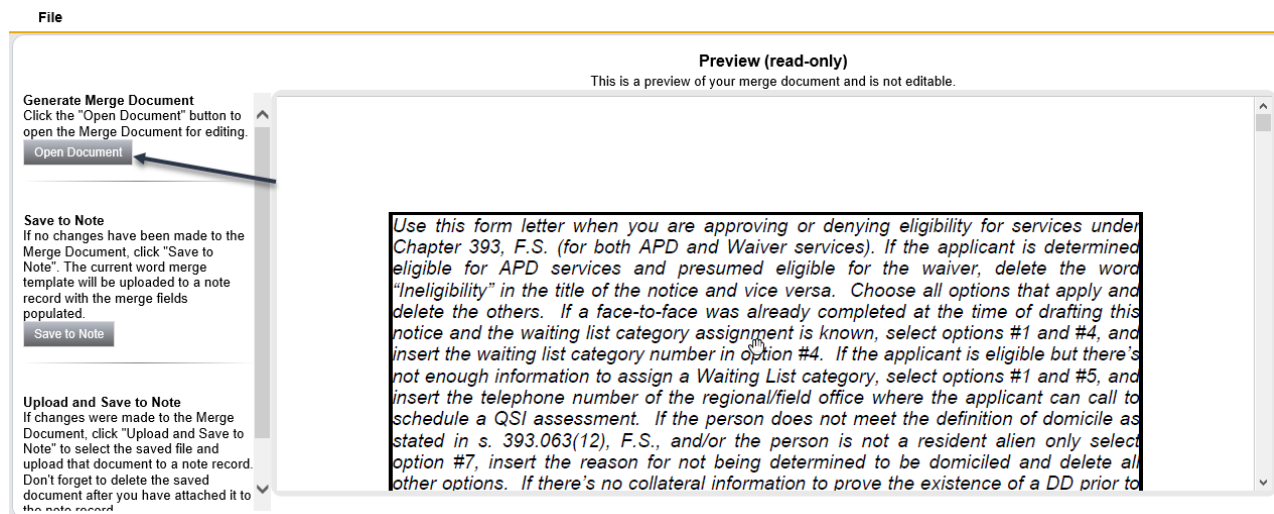 File
Preview (read-only)
This is a preview of your merge document and is not editable.
Generate Merge Document
Click the "Open Document" button to
open the Merge Document for editing.
Open Document
Save to Note
If no changes have been made to the
Merge Document, click "Save to
Note". The current word merge
template will be uploaded to a note
record with the merge fields
populated.
Save to Note
Upload and Save to Note
If changes were made to the Merge
Document, click "Upload and Save to
Note" to select the saved file and
upload that document to a note record.
Don't forget to delete the saved
document after you have attached it to
the note record
Use this form letter when you are approving or denying eligibility for services under
Chapter 393, F.S. (for both APD and Waiver services). If the applicant is determined
eligible for APD services and presumed eligible for the waiver, delete the word
“Ineligibility” in the title of the notice and vice versa. Choose all options that apply and
delete the others. If a face-to-face was already completed at the time of drafting this
notice and the waiting list category assignment is known, select options #1 and #4, and
insert the waiting list category number in option #4. If the applicant is eligible but there’s
not enough information to assign a Waiting List category, select options #1 and #5, and
insert the telephone number of the regional/field office where the applicant can call to
schedule a QSI assessment. If the person does not meet the definition of domicile as
stated in s. 393.063(12), F.S., and/or the person is not a resident alien only select
option #7, insert the reason for not being determined to be domiciled and delete all
other options. If there’s no collateral information to prove the existence of a DD prior to